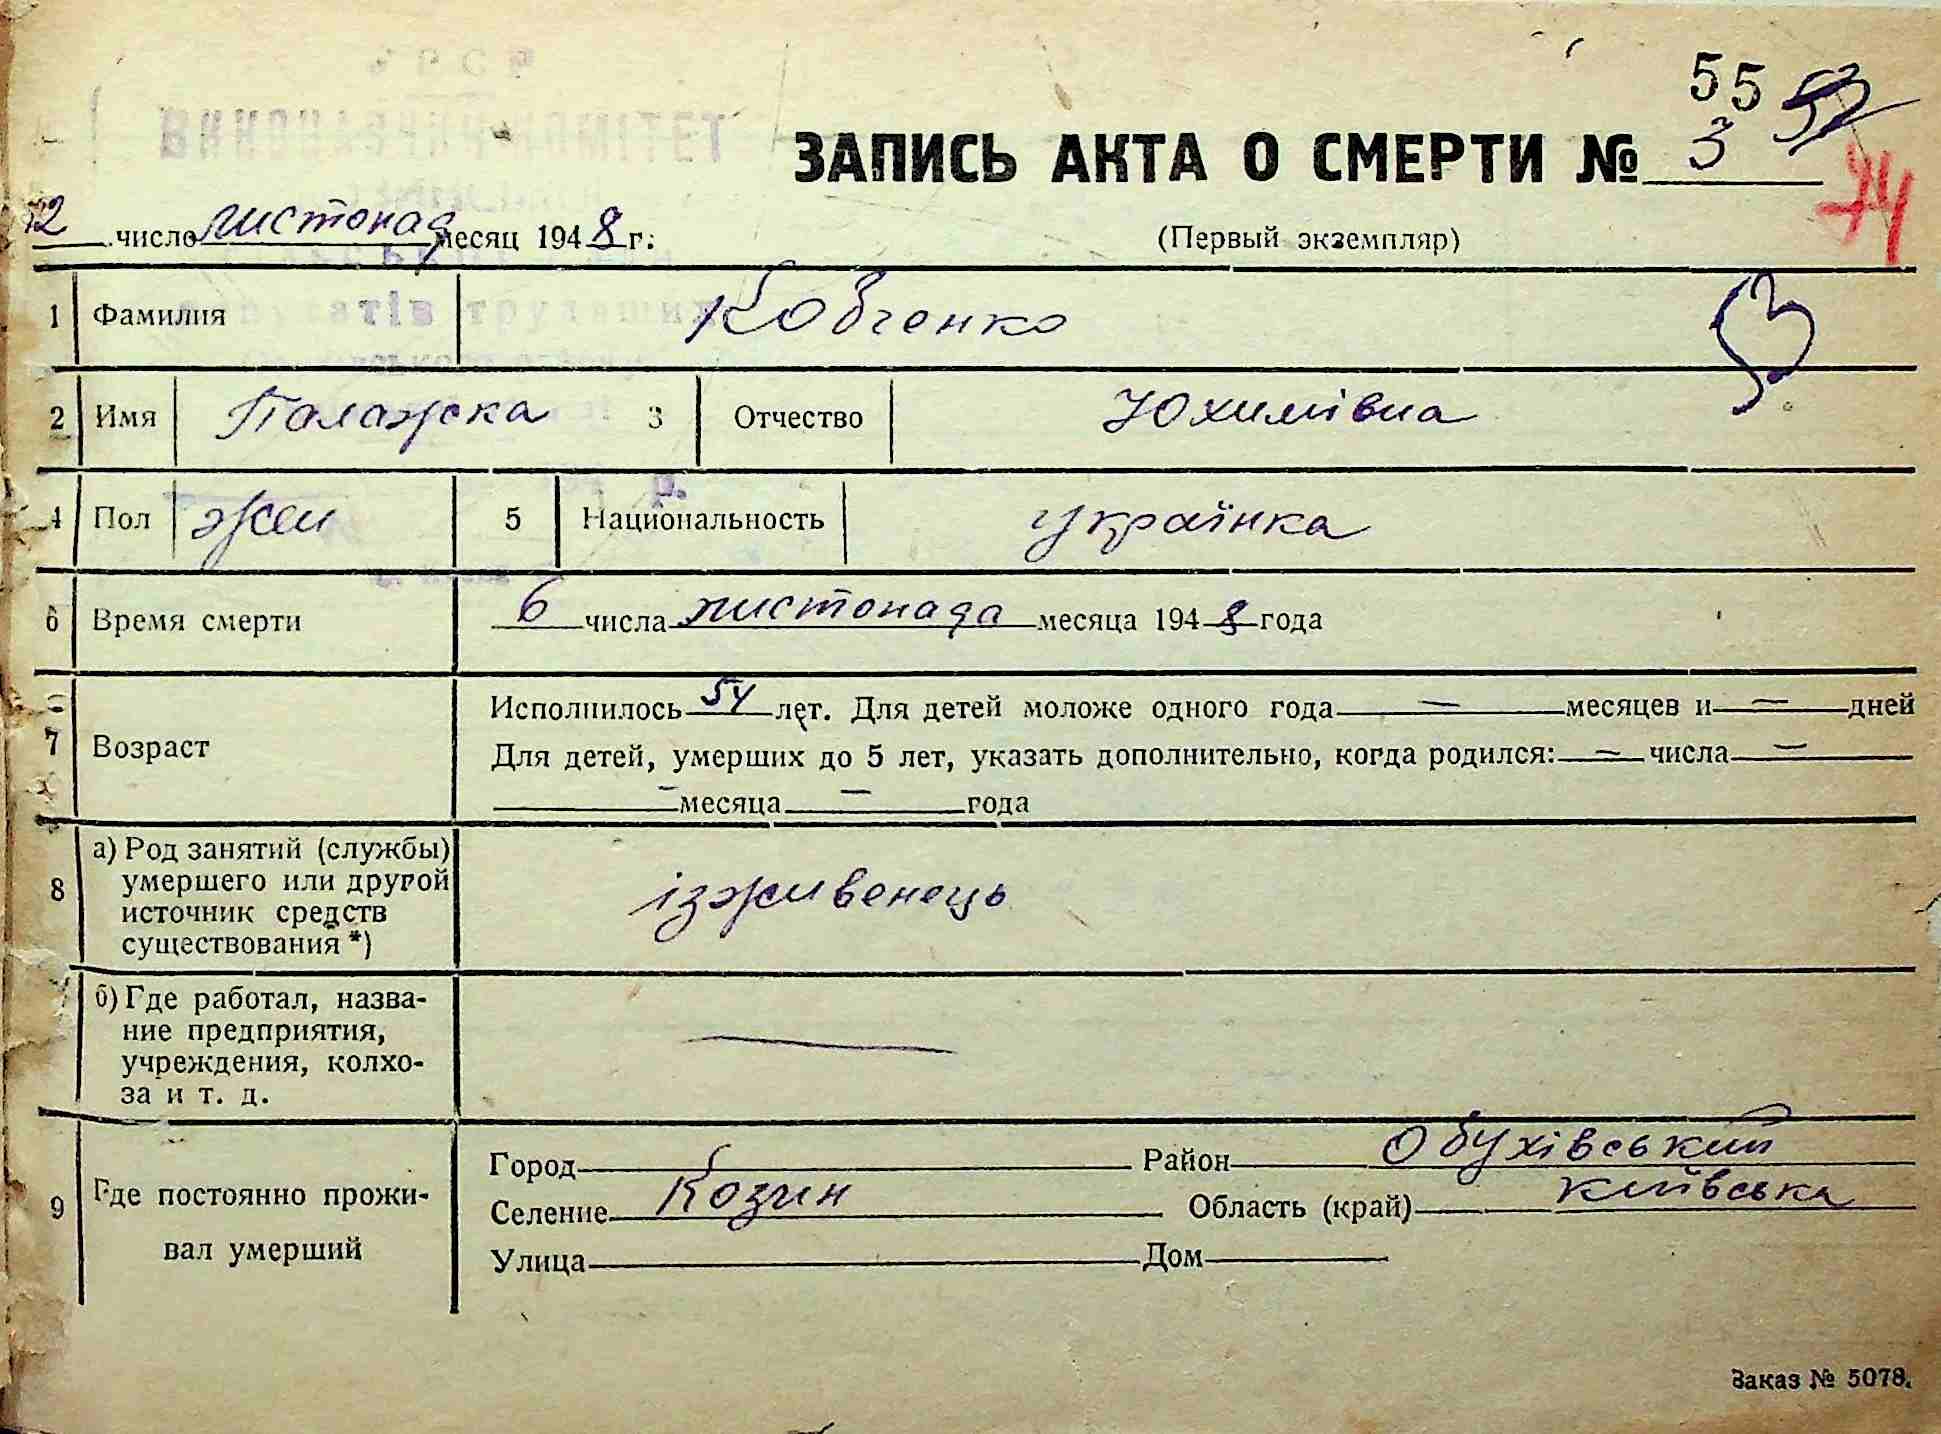 55 52
ЗАПИСЬ АКТА О СМЕРТИ № 3
74
12 число листопад месяц 1948 г.
(Первый экземпляр)
1 Фамилия Ковченко
2 Имя Палажка 3 Отчество Юхимівна
4 Пол жін 5 Национальность українка
6 Время смерти 6 числа листопада месяца 1948 года
7 Возраст
Исполнилось 54 лет. Для детей моложе одного года — месяцев и — дней
Для детей, умерших до 5 лет, указать дополнительно, когда родился: — числа —
— месяца — года
8 а) Род занятий (службы)
умершего или другой
источник средств
существования *)
ізживенець
б) Где работал, назва-
ние предприятия,
учреждения, колхо-
за и т. д.
—
9 Где постоянно прожи-
вал умерший
Город Район Обухівський
Селение Козин Область (край) Київська
Улица Дом
Заказ № 5078.